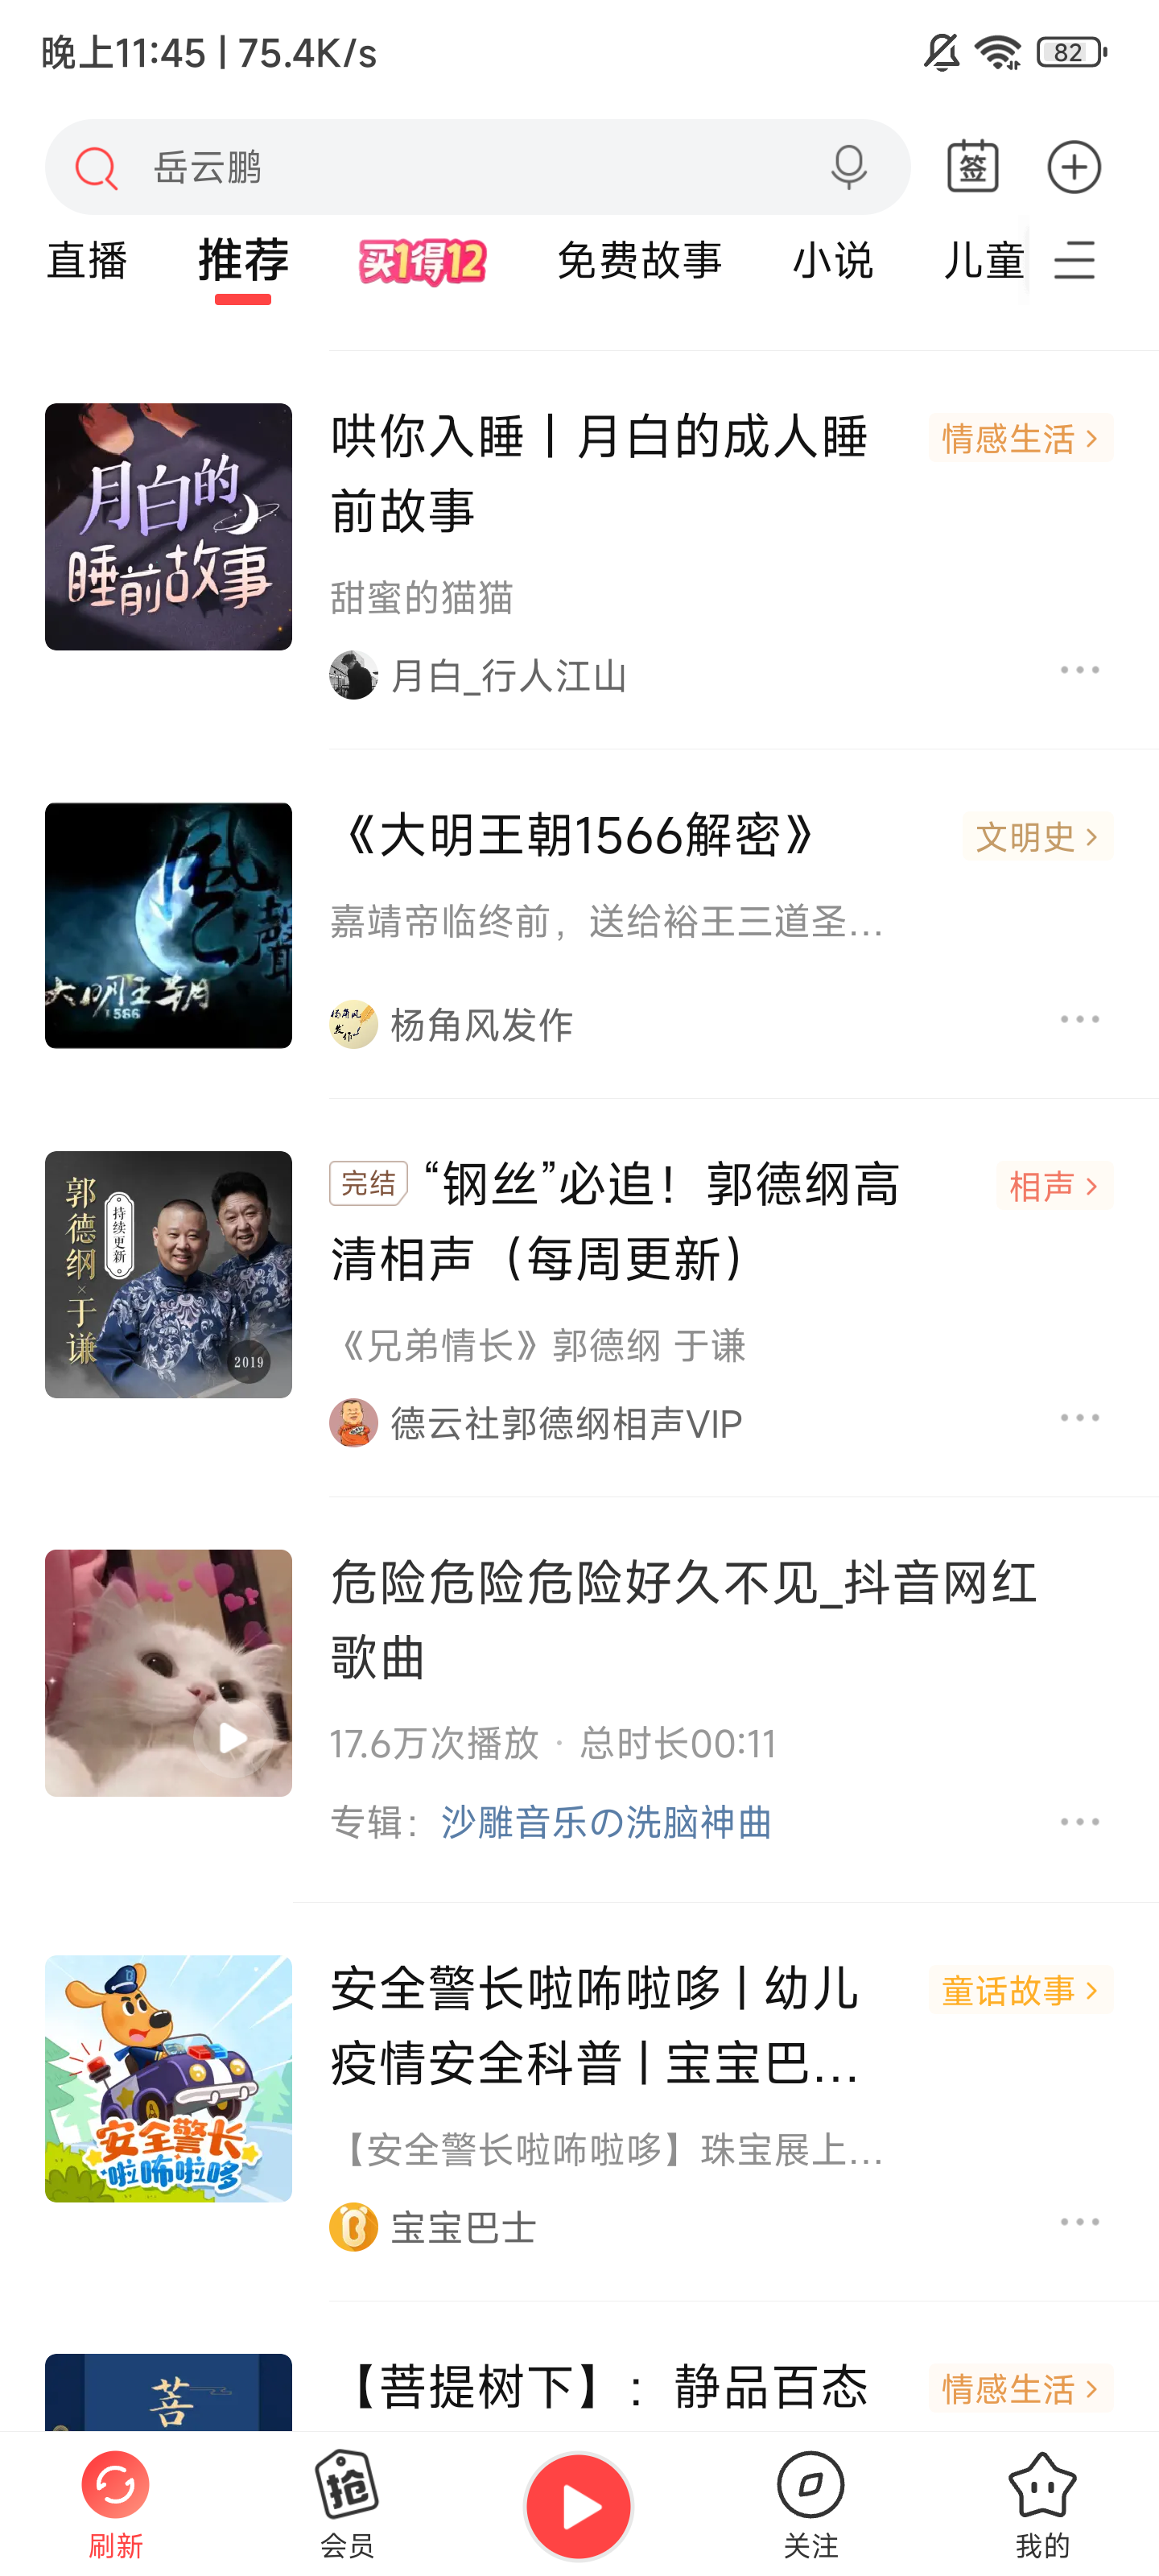 晚上11:45 | 75.4K/s
82
岳云鹏
签
直播
推荐
买1得12
免费故事
小说
儿童
月白的
睡前故事
哄你入睡丨月白的成人睡
前故事
情感生活
甜蜜的猫猫
月白_行人江山
風聲
大明王朝
1566
《大明王朝1566解密》
文明史
嘉靖帝临终前，送给裕王三道圣...
杨角风
发作!
杨角风发作
郭德纲×于谦
持续更新
2019
完结
“钢丝”必追！郭德纲高
清相声（每周更新）
相声
《兄弟情长》郭德纲 于谦
德云社郭德纲相声VIP
危险危险危险好久不见_抖音网红
歌曲
17.6万次播放 · 总时长00:11
专辑：沙雕音乐の洗脑神曲
安全警长
啦咘啦哆
安全警长啦咘啦哆 | 幼儿
疫情安全科普 | 宝宝巴...
童话故事
【安全警长啦咘啦哆】珠宝展上...
宝宝巴士
菩
【菩提树下】：静品百态
情感生活
刷新
抢
会员
关注
我的